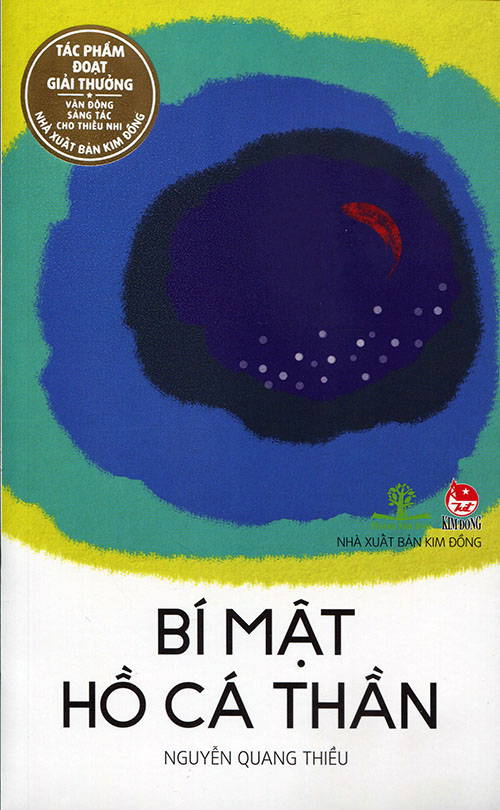 TÁC PHẨM
ĐOẠT
GIẢI THƯỞNG
VẬN ĐỘNG
SÁNG TÁC
CHO THIẾU NHI
NHÀ XUẤT BẢN KIM ĐỒNG
KIM ĐỒNG
NHÀ XUẤT BẢN KIM ĐỒNG
BÍ MẬT
HỒ CÁ THẦN
NGUYỄN QUANG THIỀU